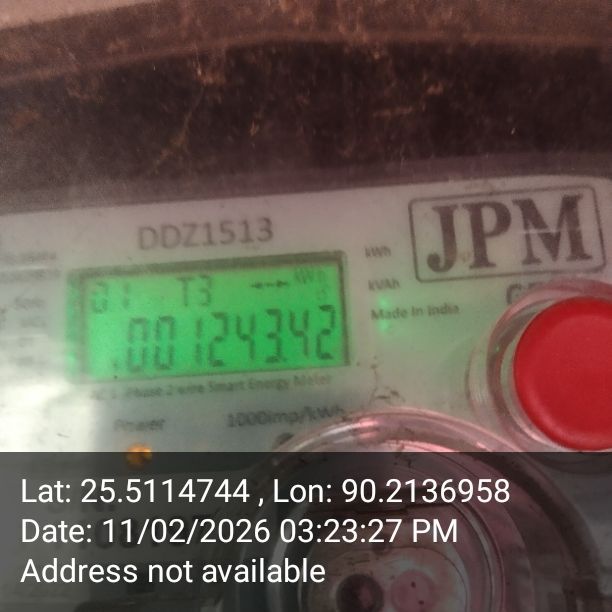 DDZ1513
JPM
kWh
kVAh
Made In India
01 T3 kWh
001243.42
AC 1 Phase 2 wire Smart Energy Meter
Power 1000imp/kWh
Lat: 25.5114744 , Lon: 90.2136958
Date: 11/02/2026 03:23:27 PM
Address not available